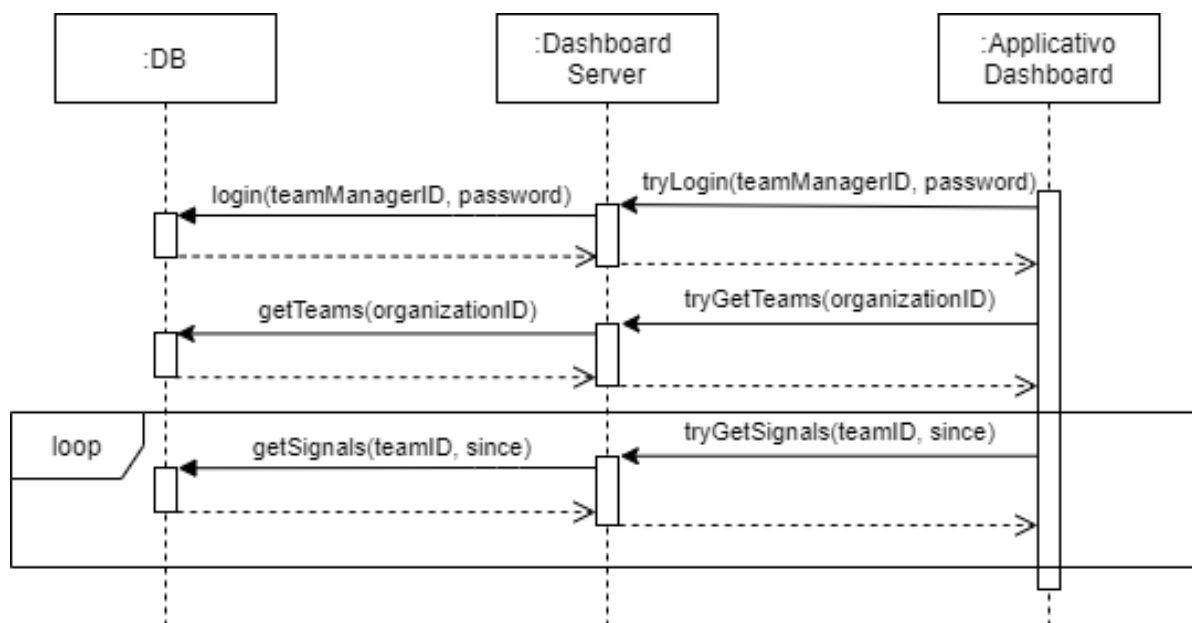 :DB
:Dashboard
Server
:Applicativo
Dashboard
tryLogin(teamManagerID, password)
login(teamManagerID, password)
tryGetTeams(organizationID)
getTeams(organizationID)
loop
tryGetSignals(teamID, since)
getSignals(teamID, since)